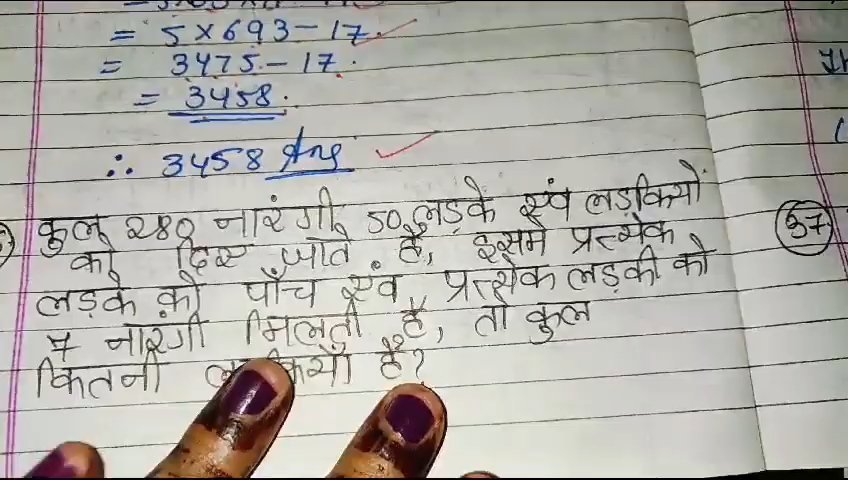 = 5×693-17.
= 3475-17.
= 3458.
∴ 3458 Ans
कुल 280 नारंगी 50 लड़के एवं लड़कियों
को दिए जाते हैं, इसमें प्रत्येक
लड़के को पाँच एवं प्रत्येक लड़की को
7 नारंगी मिलती है, तो कुल
कितनी हैं?
37